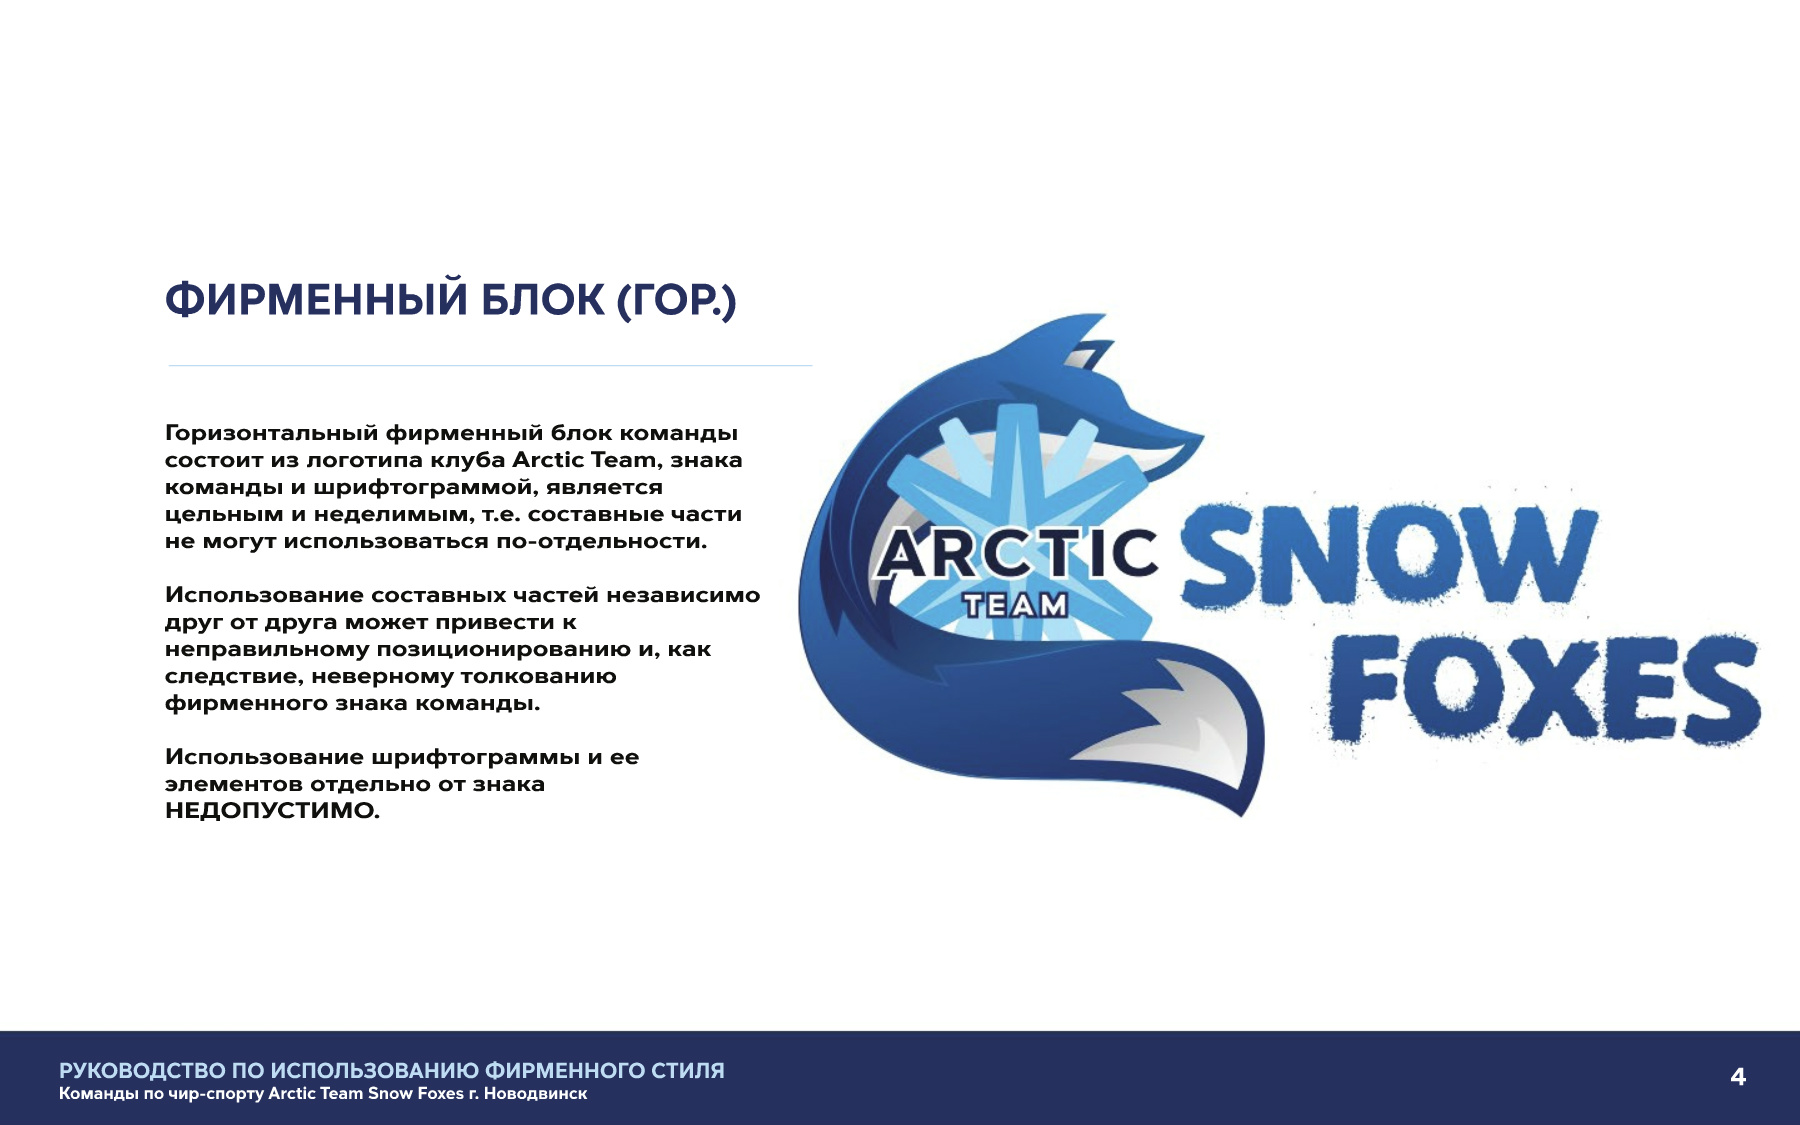 ФИРМЕННЫЙ БЛОК (ГОР.)
Горизонтальный фирменный блок команды
состоит из логотипа клуба Arctic Team, знака
команды и шрифтограммой, является
цельным и неделимым, т.е. составные части
не могут использоваться по-отдельности.
Использование составных частей независимо
друг от друга может привести к
неправильному позиционированию и, как
следствие, неверному толкованию
фирменного знака команды.
Использование шрифтограммы и ее
элементов отдельно от знака
НЕДОПУСТИМО.
ARCTIC
TEAM
SNOW
FOXES
РУКОВОДСТВО ПО ИСПОЛЬЗОВАНИЮ ФИРМЕННОГО СТИЛЯ
Команды по чир-спорту Arctic Team Snow Foxes г. Новодвинск
4